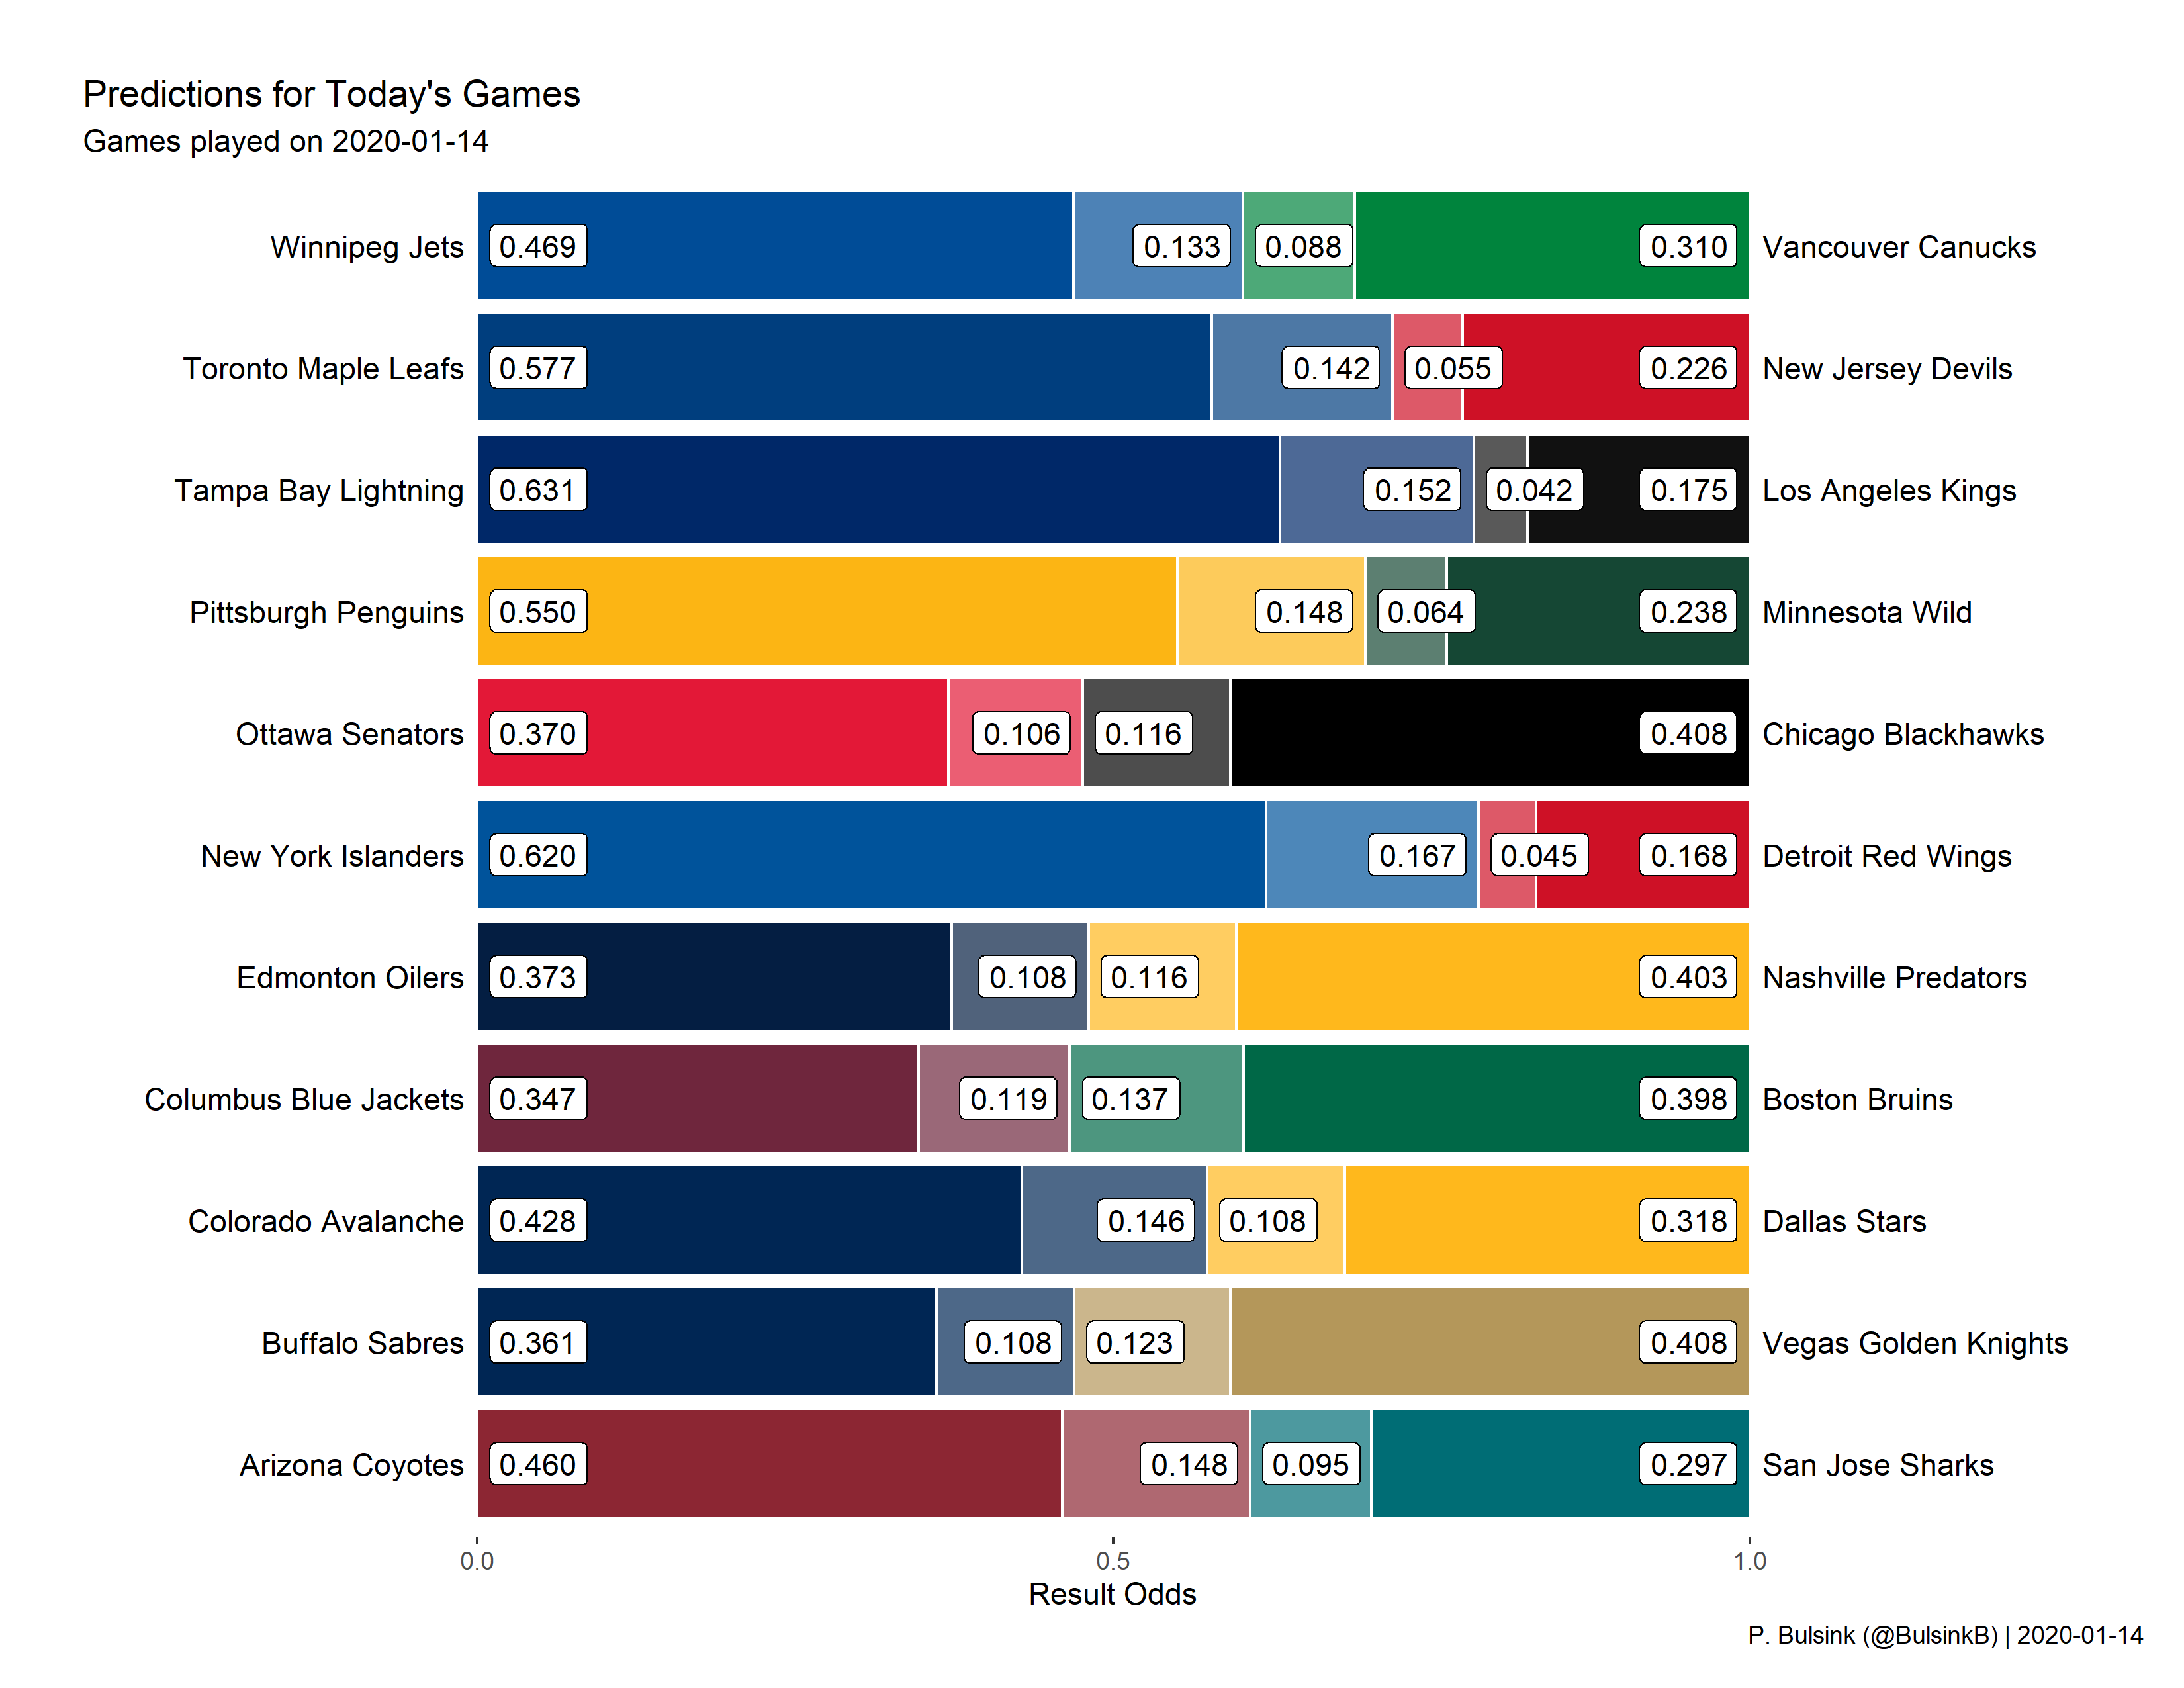 Predictions for Today's Games
Games played on 2020-01-14
Winnipeg Jets 0.469 0.133 0.088 0.310 Vancouver Canucks
Toronto Maple Leafs 0.577 0.142 0.055 0.226 New Jersey Devils
Tampa Bay Lightning 0.631 0.152 0.042 0.175 Los Angeles Kings
Pittsburgh Penguins 0.550 0.148 0.064 0.238 Minnesota Wild
Ottawa Senators 0.370 0.106 0.116 0.408 Chicago Blackhawks
New York Islanders 0.620 0.167 0.045 0.168 Detroit Red Wings
Edmonton Oilers 0.373 0.108 0.116 0.403 Nashville Predators
Columbus Blue Jackets 0.347 0.119 0.137 0.398 Boston Bruins
Colorado Avalanche 0.428 0.146 0.108 0.318 Dallas Stars
Buffalo Sabres 0.361 0.108 0.123 0.408 Vegas Golden Knights
Arizona Coyotes 0.460 0.148 0.095 0.297 San Jose Sharks
0.0 0.5 1.0
Result Odds
P. Bulsink (@BulsinkB) | 2020-01-14